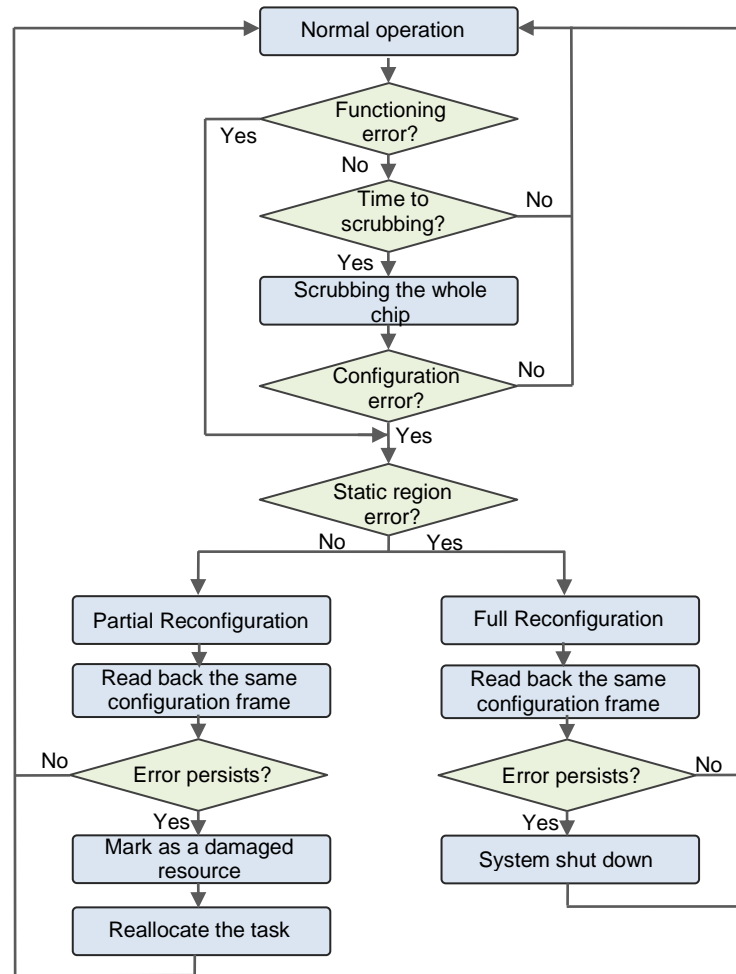 Normal operation
Functioning
error?
Yes
No
Time to
scrubbing?
No
Yes
Scrubbing the whole
chip
Configuration
error?
No
Yes
Static region
error?
No
Yes
Partial Reconfiguration
Full Reconfiguration
Read back the same
configuration frame
Read back the same
configuration frame
No
Error persists?
Error persists?
No
Yes
Yes
Mark as a damaged
resource
System shut down
Reallocate the task